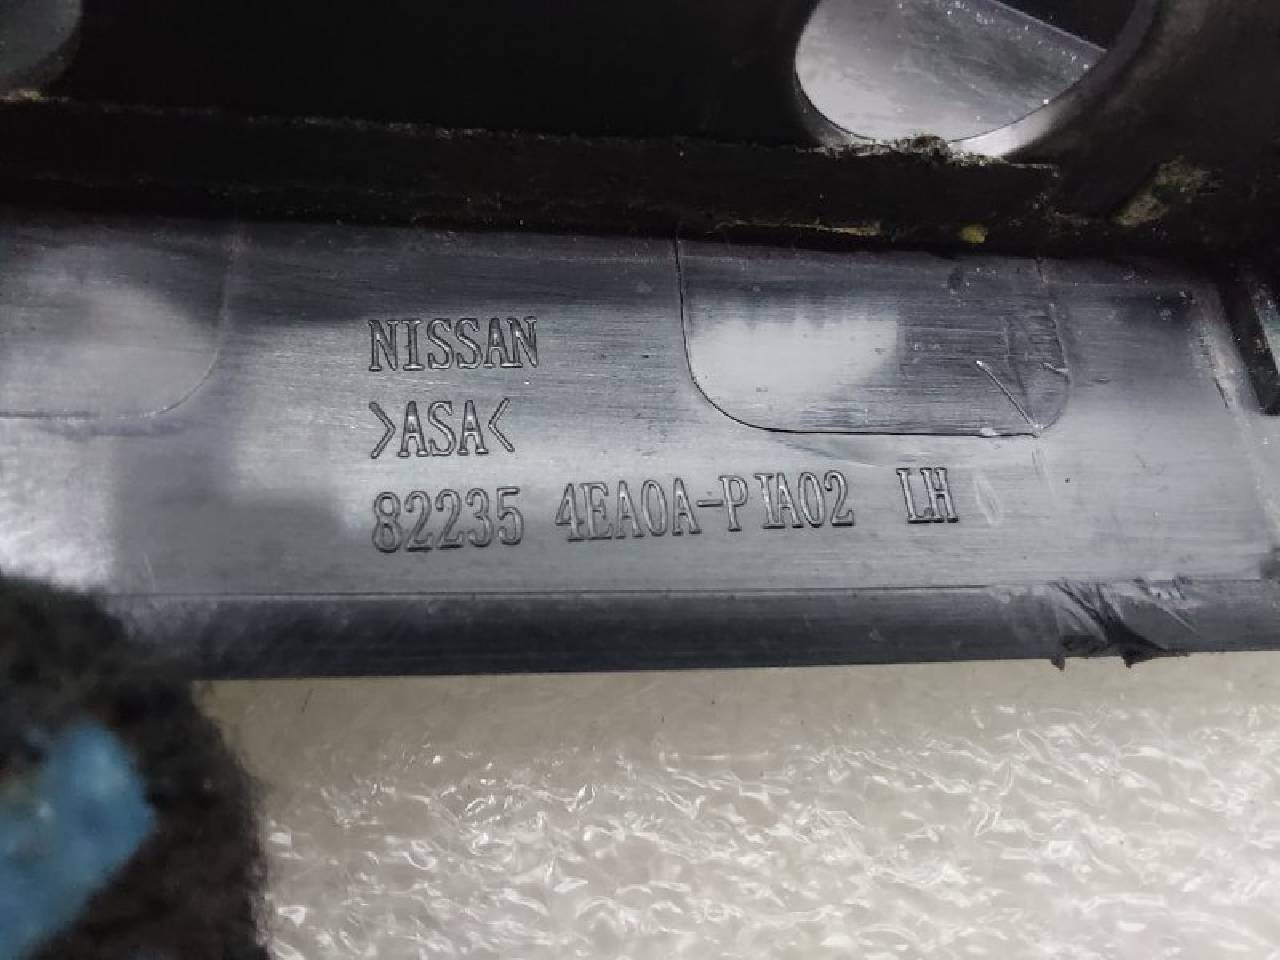 NISSAN
>ASA<
82235 4EA0A-PIA02 LH